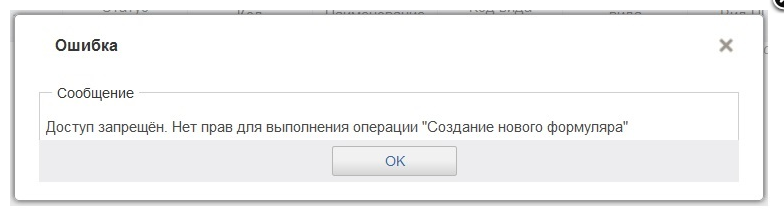 Ошибка
Сообщение
Доступ запрещён. Нет прав для выполнения операции "Создание нового формуляра"
OK